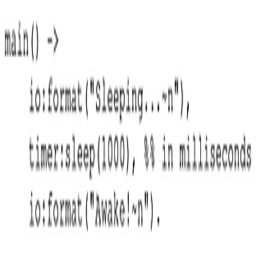 main() ->
    io:format("Sleeping...~n"),
    timer:sleep(1000), %% in milliseconds
    io:format("Awake!~n").